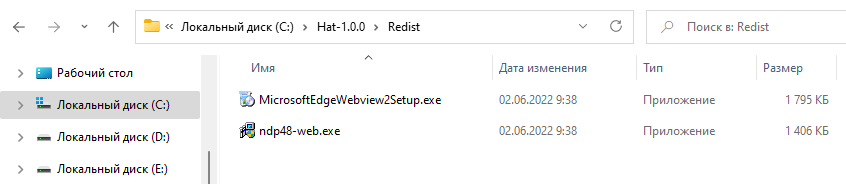 Локальный диск (C:) > Hat-1.0.0 > Redist
Поиск в: Redist
Имя Дата изменения Тип Размер
Рабочий стол
Локальный диск (C:)
Локальный диск (D:)
Локальный диск (E:)
MicrosoftEdgeWebview2Setup.exe 02.06.2022 9:38 Приложение 1 795 КБ
ndp48-web.exe 02.06.2022 9:38 Приложение 1 406 КБ